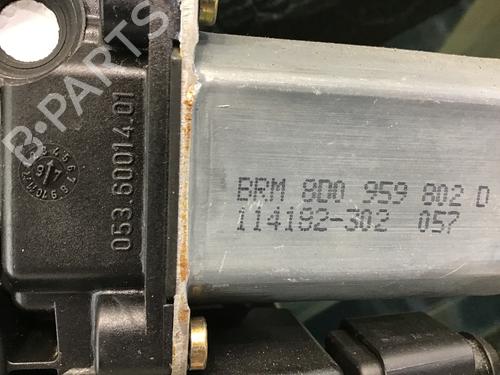 B-PARTS
053.60014.01
BRM 8D0 959 802 D
114182-302 057